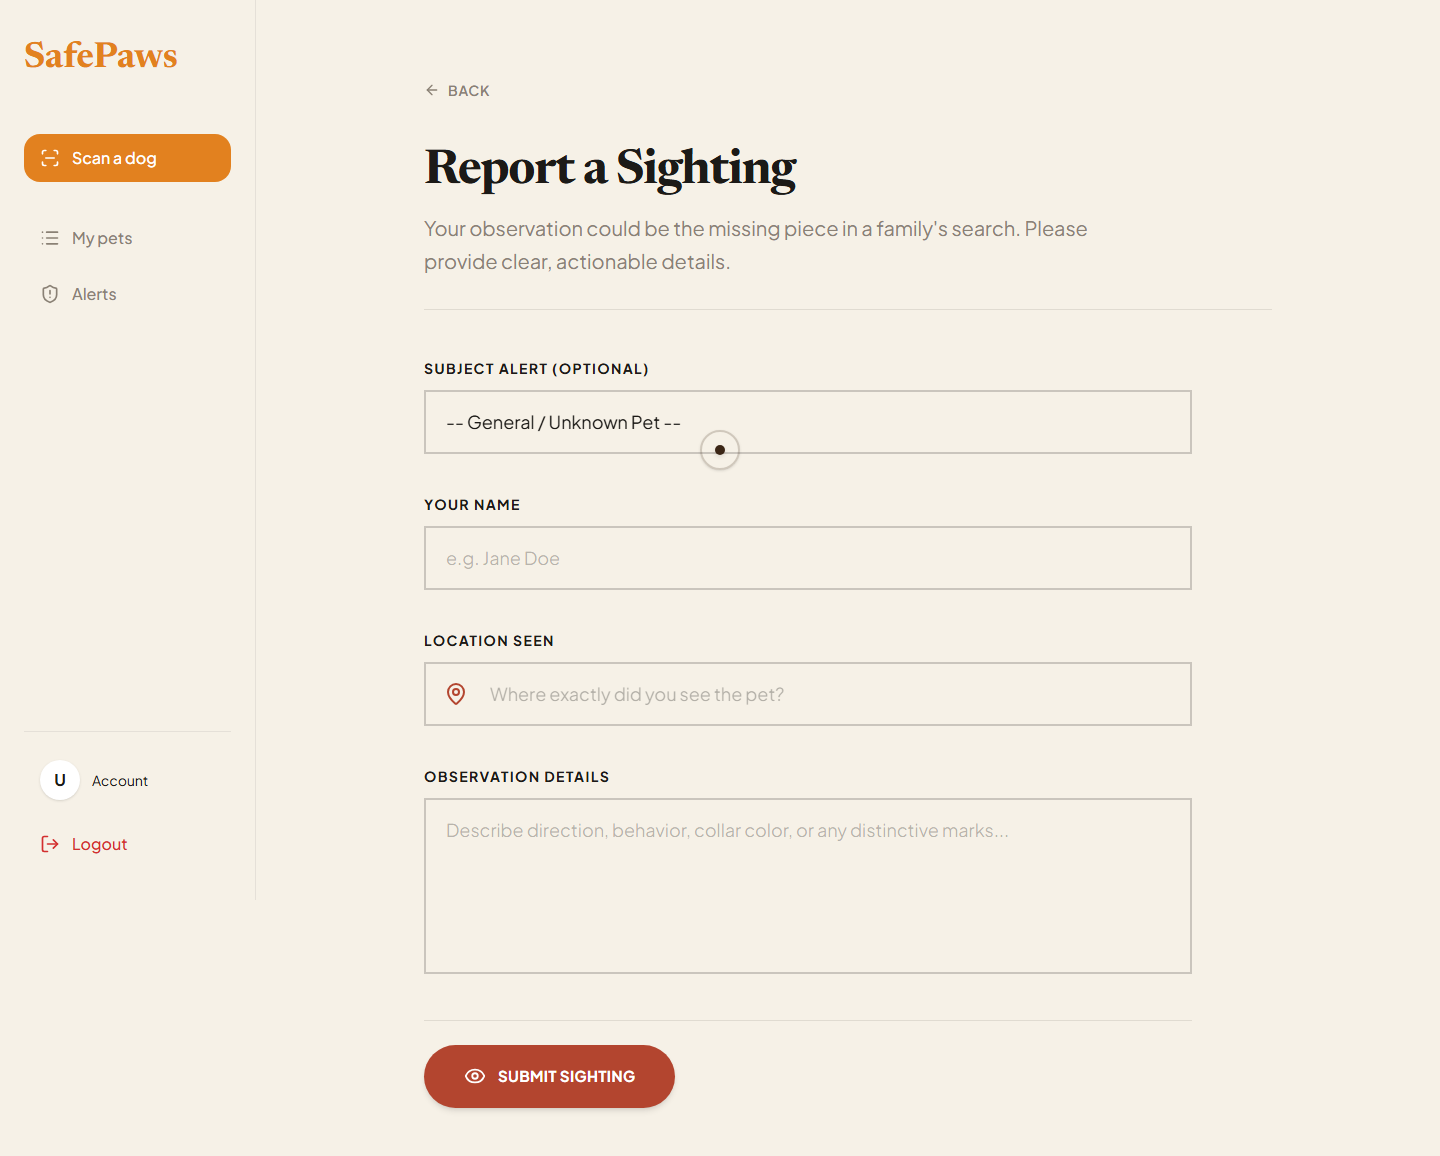 SafePaws
Scan a dog
My pets
Alerts
U
Account
Logout
BACK
Report a Sighting
Your observation could be the missing piece in a family's search. Please
provide clear, actionable details.
SUBJECT ALERT (OPTIONAL)
-- General / Unknown Pet --
YOUR NAME
e.g. Jane Doe
LOCATION SEEN
Where exactly did you see the pet?
OBSERVATION DETAILS
Describe direction, behavior, collar color, or any distinctive marks...
SUBMIT SIGHTING